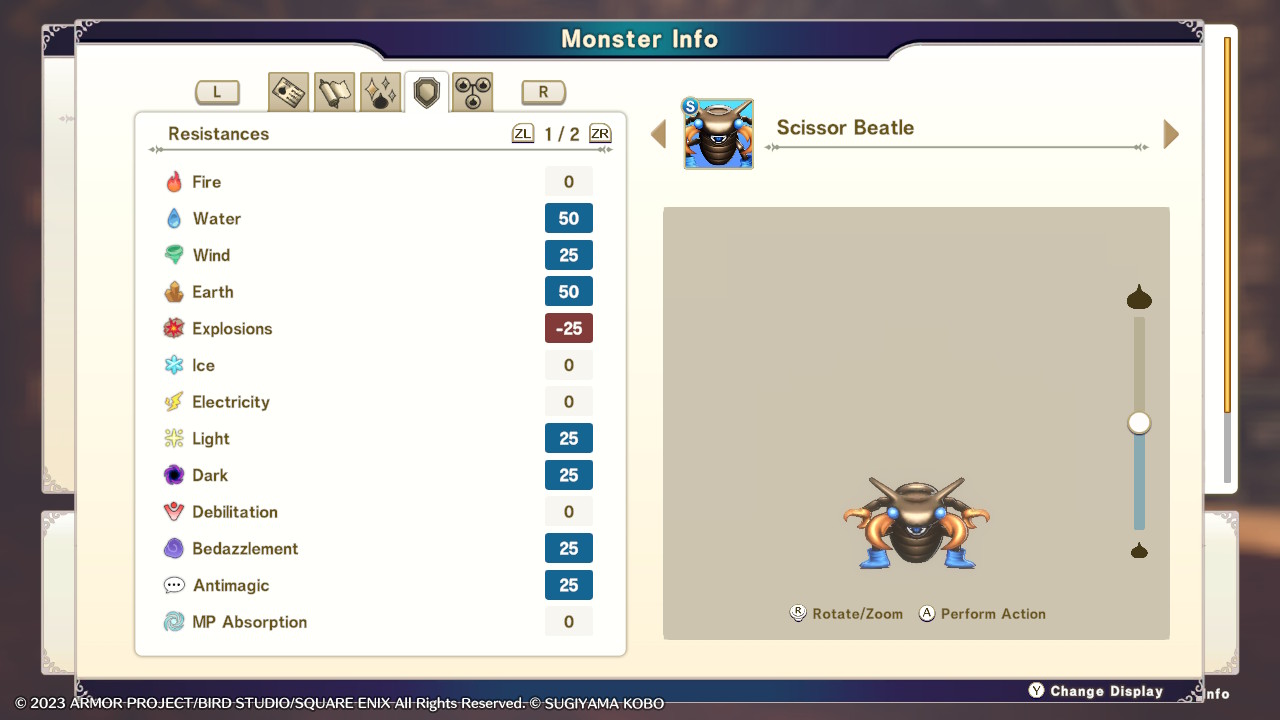 Monster Info
L
R
Resistances
ZL 1 / 2 ZR
Fire 0
Water 50
Wind 25
Earth 50
Explosions -25
Ice 0
Electricity 0
Light 25
Dark 25
Debilitation 0
Bedazzlement 25
Antimagic 25
MP Absorption 0
S
Scissor Beatle
R Rotate/Zoom A Perform Action
Y Change Display
Info
© 2023 ARMOR PROJECT/BIRD STUDIO/SQUARE ENIX All Rights Reserved. © SUGIYAMA KOBO